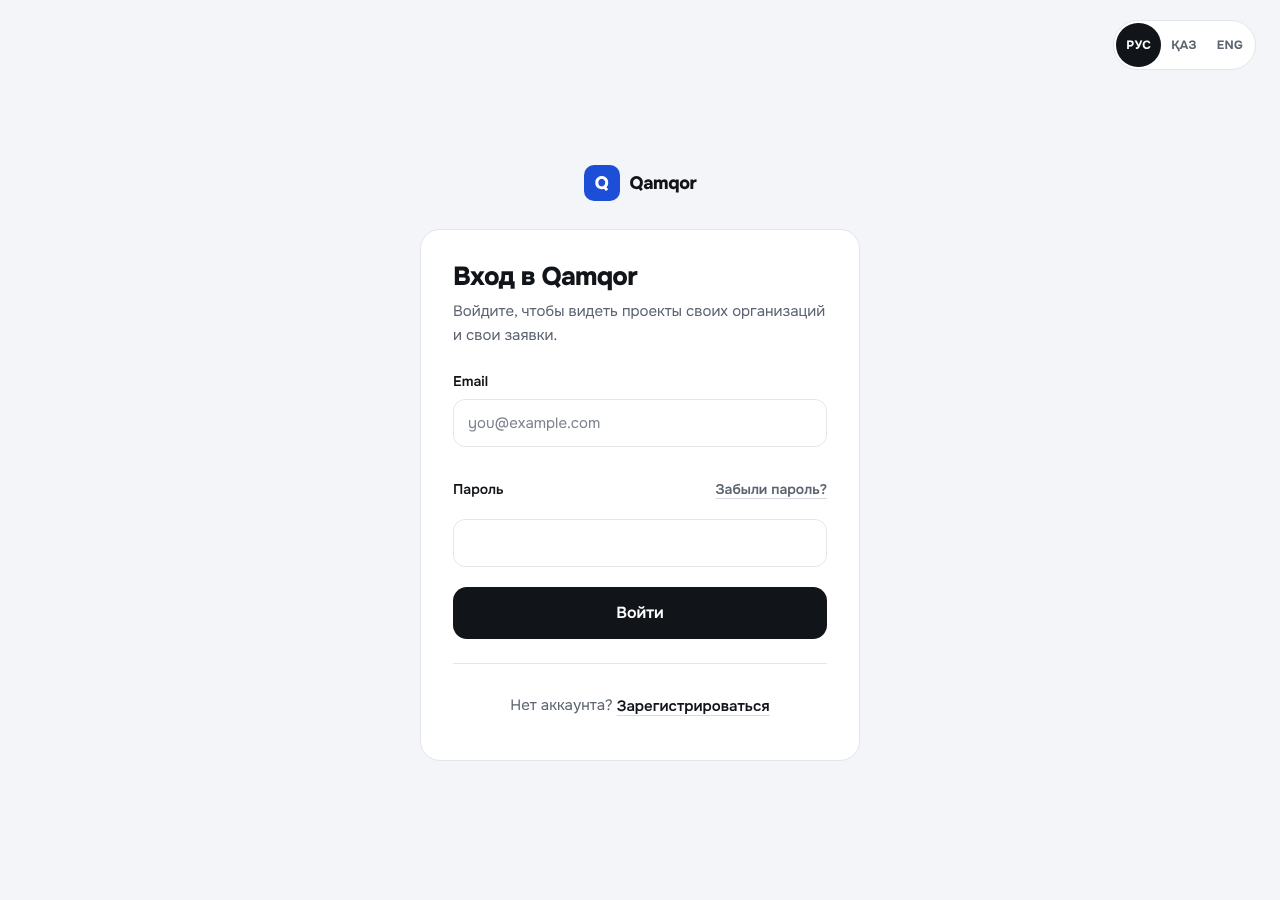 РУС ҚАЗ ENG
Q Qamqor
Вход в Qamqor
Войдите, чтобы видеть проекты своих организаций
и свои заявки.
Email
you@example.com
Пароль Забыли пароль?
Войти
Нет аккаунта? Зарегистрироваться